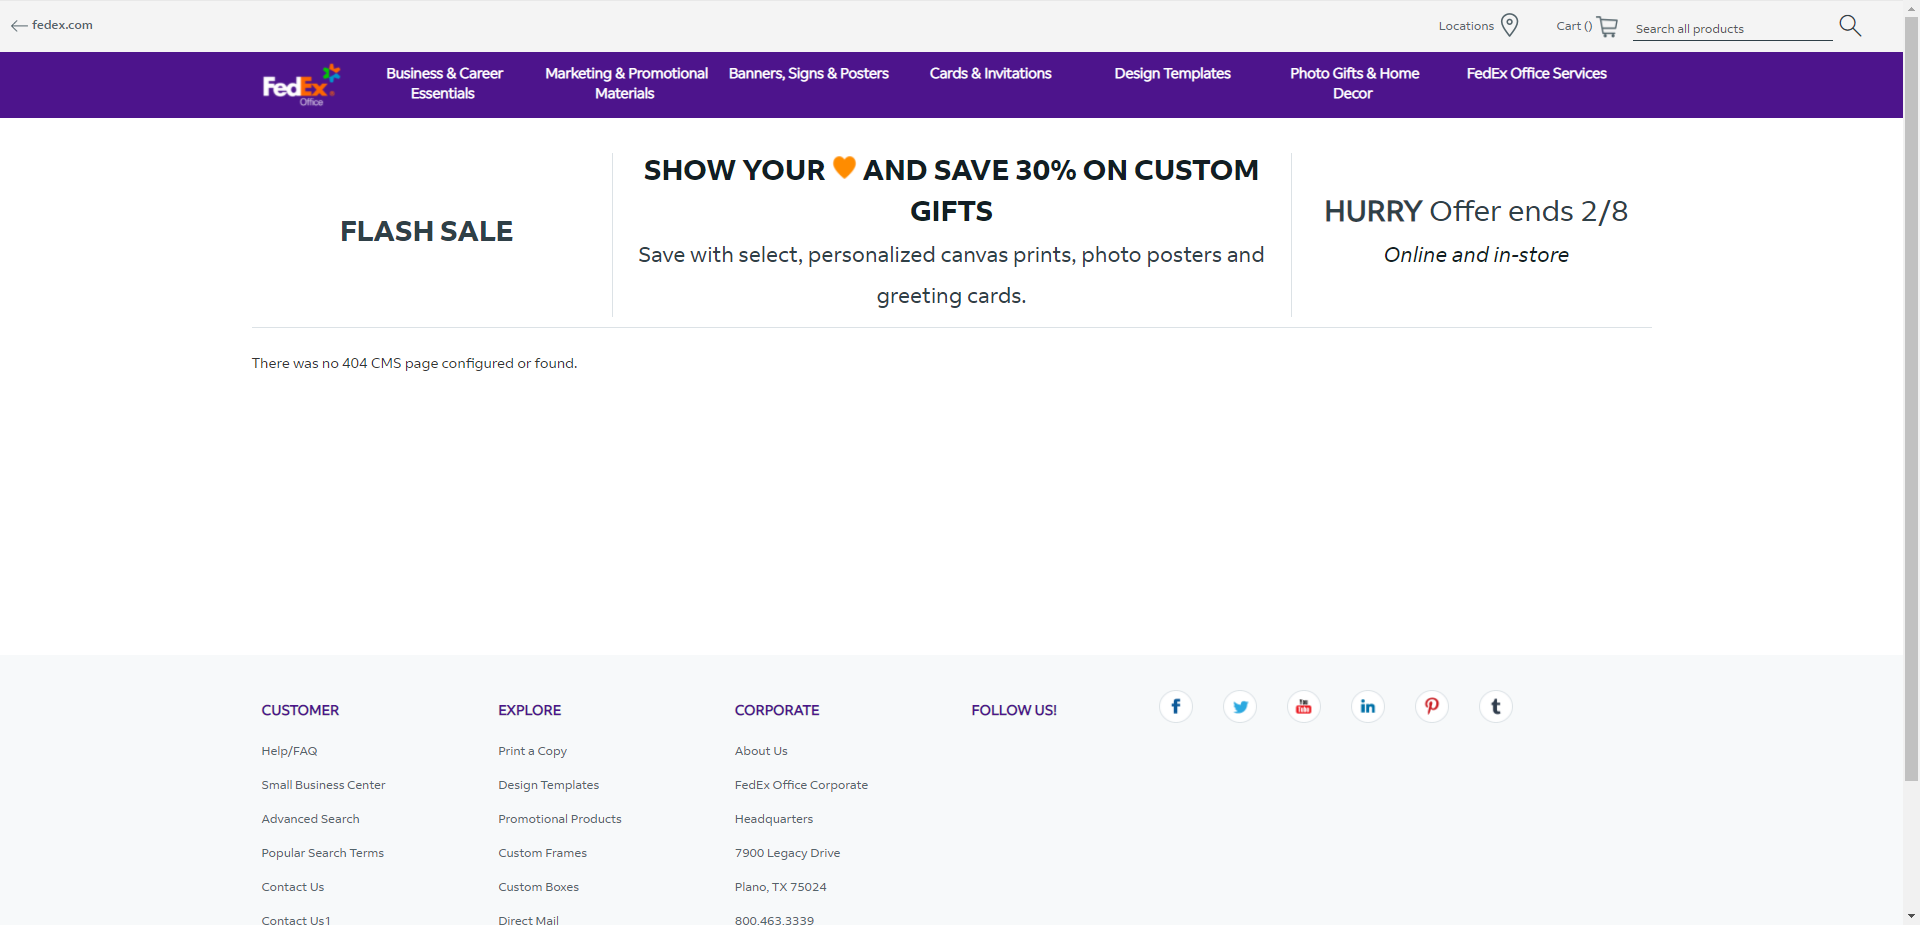 fedex.com
Locations
Cart ()
Search all products
FedEx Office
Business & Career
Essentials
Marketing & Promotional
Materials
Banners, Signs & Posters
Cards & Invitations
Design Templates
Photo Gifts & Home
Decor
FedEx Office Services
FLASH SALE
SHOW YOUR 🧡 AND SAVE 30% ON CUSTOM
GIFTS
Save with select, personalized canvas prints, photo posters and
greeting cards.
HURRY Offer ends 2/8
Online and in-store
There was no 404 CMS page configured or found.
CUSTOMER
Help/FAQ
Small Business Center
Advanced Search
Popular Search Terms
Contact Us
Contact Us1
EXPLORE
Print a Copy
Design Templates
Promotional Products
Custom Frames
Custom Boxes
Direct Mail
CORPORATE
About Us
FedEx Office Corporate
Headquarters
7900 Legacy Drive
Plano, TX 75024
800.463.3339
FOLLOW US!